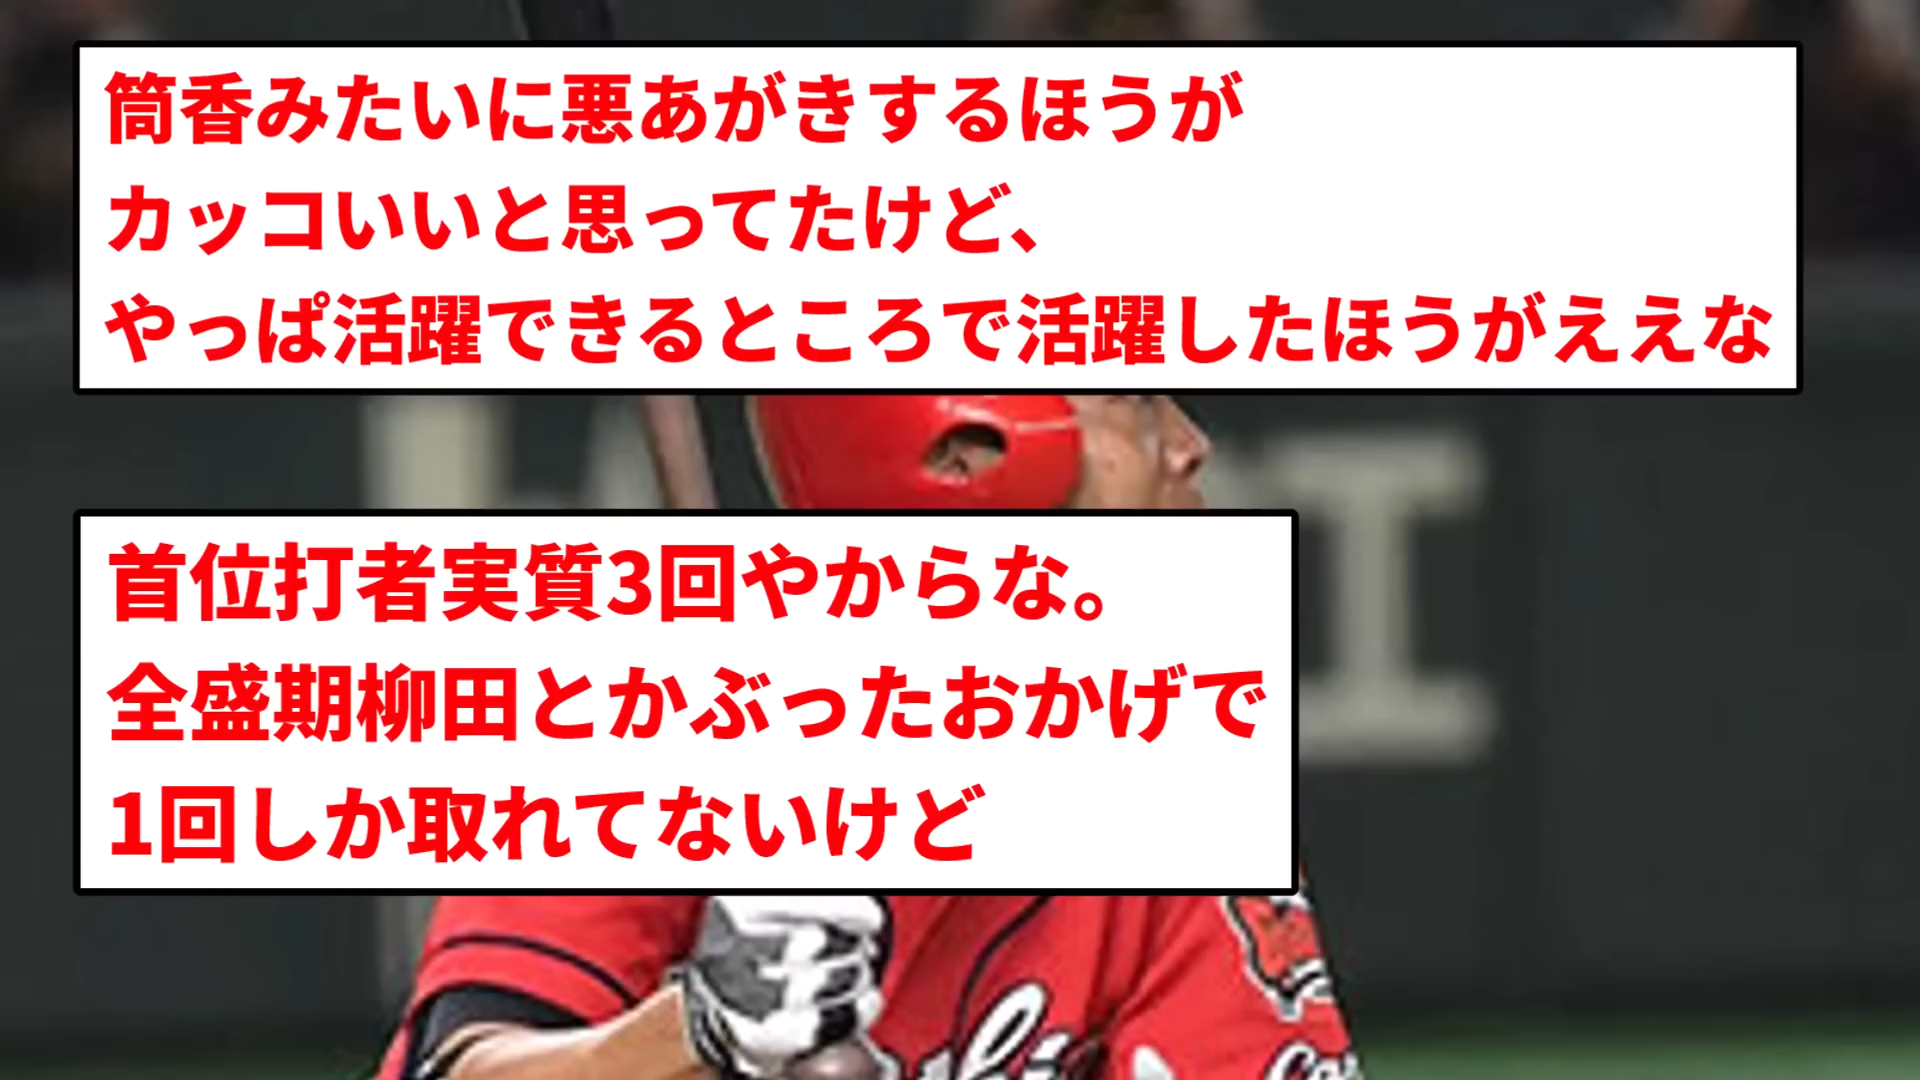 筒香みたいに悪あがきするほうが
カッコいいと思ってたけど、
やっぱ活躍できるところで活躍したほうがええな
首位打者実質3回やからな。
全盛期柳田とかぶったおかげで
1回しか取れてないけど